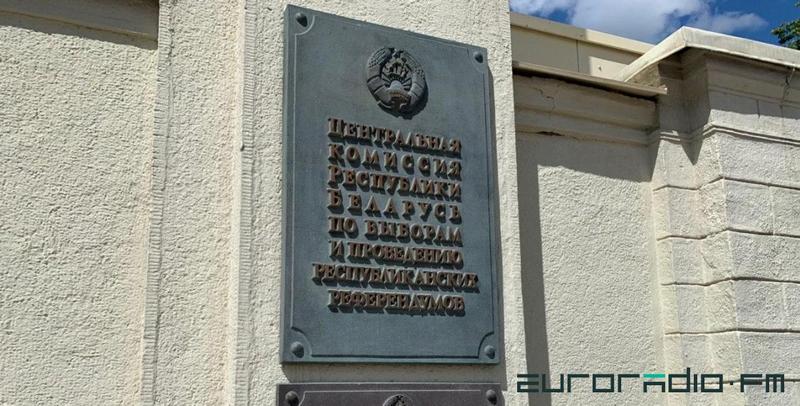 ЦЕНТРАЛЬНАЯ
КОМИССИЯ
РЕСПУБЛИКИ
БЕЛАРУСЬ
ПО ВЫБОРАМ
И ПРОВЕДЕНИЮ
РЕСПУБЛИКАНСКИХ
РЕФЕРЕНДУМОВ
EURORADIO·FM